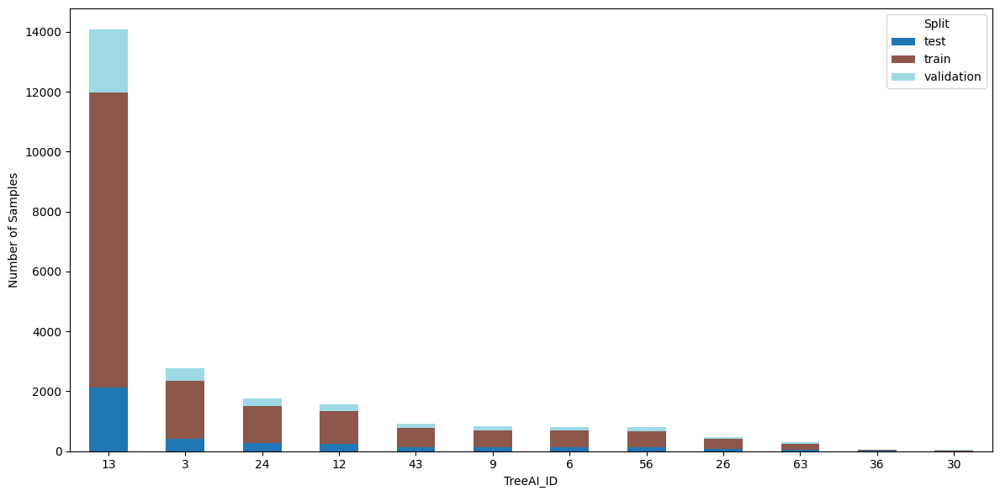 Split
test
train
validation
Number of Samples
14000
12000
10000
8000
6000
4000
2000
0
13 3 24 12 43 9 6 56 26 63 36 30
TreeAI_ID